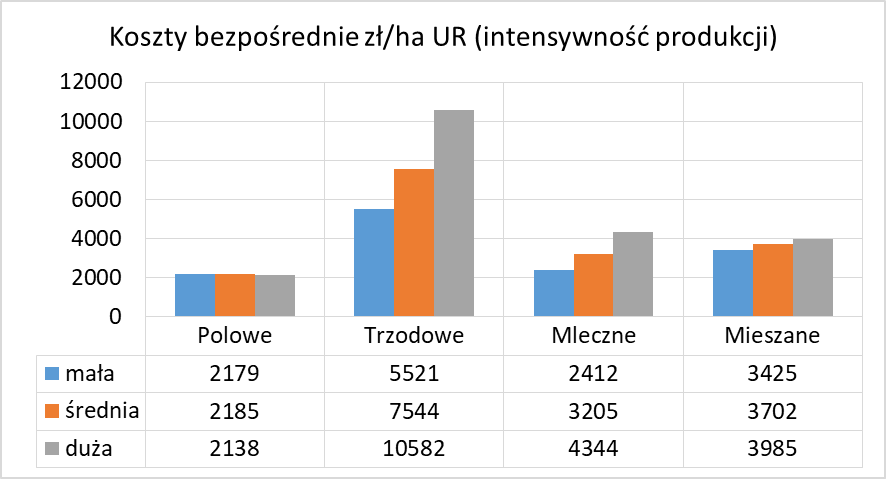 Koszty bezpośrednie zł/ha UR (intensywność produkcji)
12000
10000
8000
6000
4000
2000
0
Polowe Trzodowe Mleczne Mieszane
mała 2179 5521 2412 3425
średnia 2185 7544 3205 3702
duża 2138 10582 4344 3985